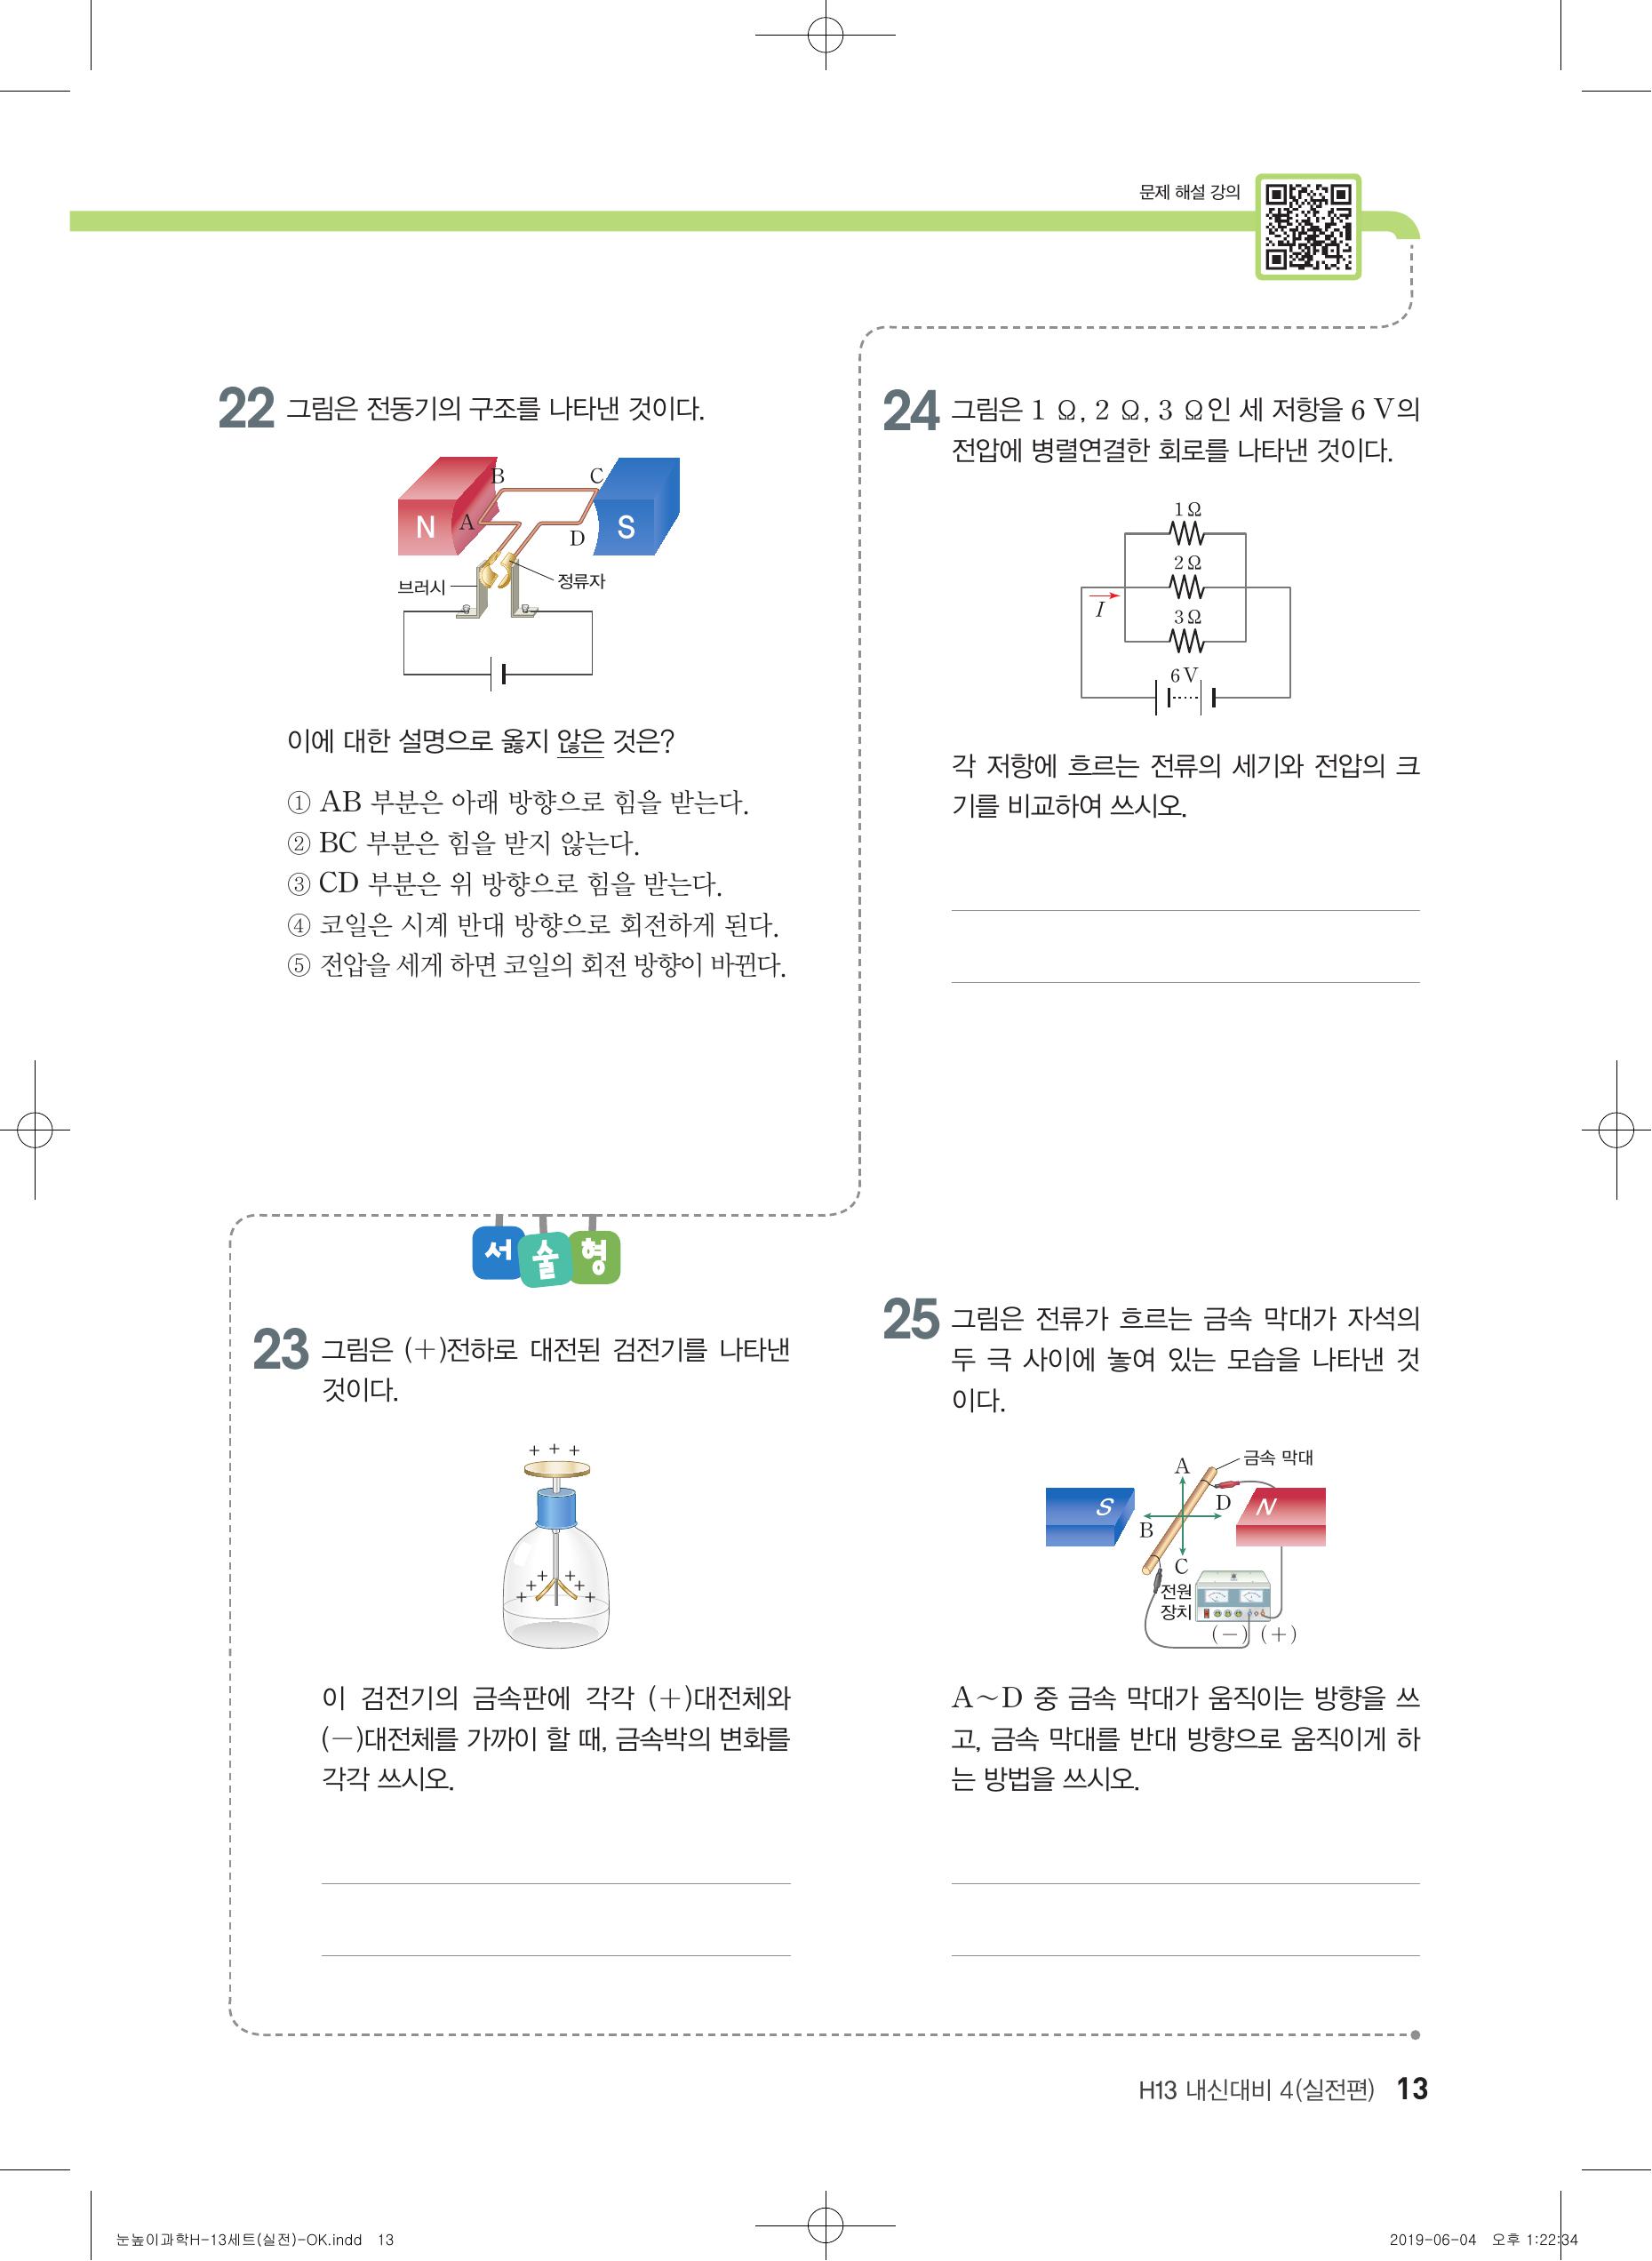 문제 해설 강의
22 그림은 전동기의 구조를 나타낸 것이다.
B
C
N
A
D
S
브러시
정류자
이에 대한 설명으로 옳지 않은 것은?
① AB 부분은 아래 방향으로 힘을 받는다.
② BC 부분은 힘을 받지 않는다.
③ CD 부분은 위 방향으로 힘을 받는다.
④ 코일은 시계 반대 방향으로 회전하게 된다.
⑤ 전압을 세게 하면 코일의 회전 방향이 바뀐다.
서술형
23 그림은 (+)전하로 대전된 검전기를 나타낸
것이다.
+ + +
+ + +
+ + +
이 검전기의 금속판에 각각 (+)대전체와
(-)대전체를 가까이 할 때, 금속박의 변화를
각각 쓰시오.
24 그림은 1 Ω, 2 Ω, 3 Ω인 세 저항을 6 V의
전압에 병렬연결한 회로를 나타낸 것이다.
1 Ω
2 Ω
I
3 Ω
6 V
각 저항에 흐르는 전류의 세기와 전압의 크
기를 비교하여 쓰시오.
25 그림은 전류가 흐르는 금속 막대가 자석의
두 극 사이에 놓여 있는 모습을 나타낸 것
이다.
금속 막대
A
S
D
N
B
C
전원
장치
(-) (+)
A~D 중 금속 막대가 움직이는 방향을 쓰
고, 금속 막대를 반대 방향으로 움직이게 하
는 방법을 쓰시오.
H13 내신대비 4(실전편) 13
눈높이과학H-13세트(실전)-OK.indd 13
2019-06-04 오후 1:22:34